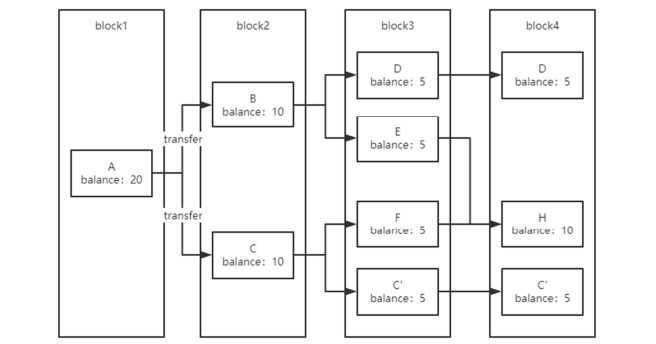 block1
block2
block3
block4
A
balance: 20
transfer
transfer
B
balance: 10
C
balance: 10
D
balance: 5
E
balance: 5
F
balance: 5
C'
balance: 5
D
balance: 5
H
balance: 10
C'
balance: 5